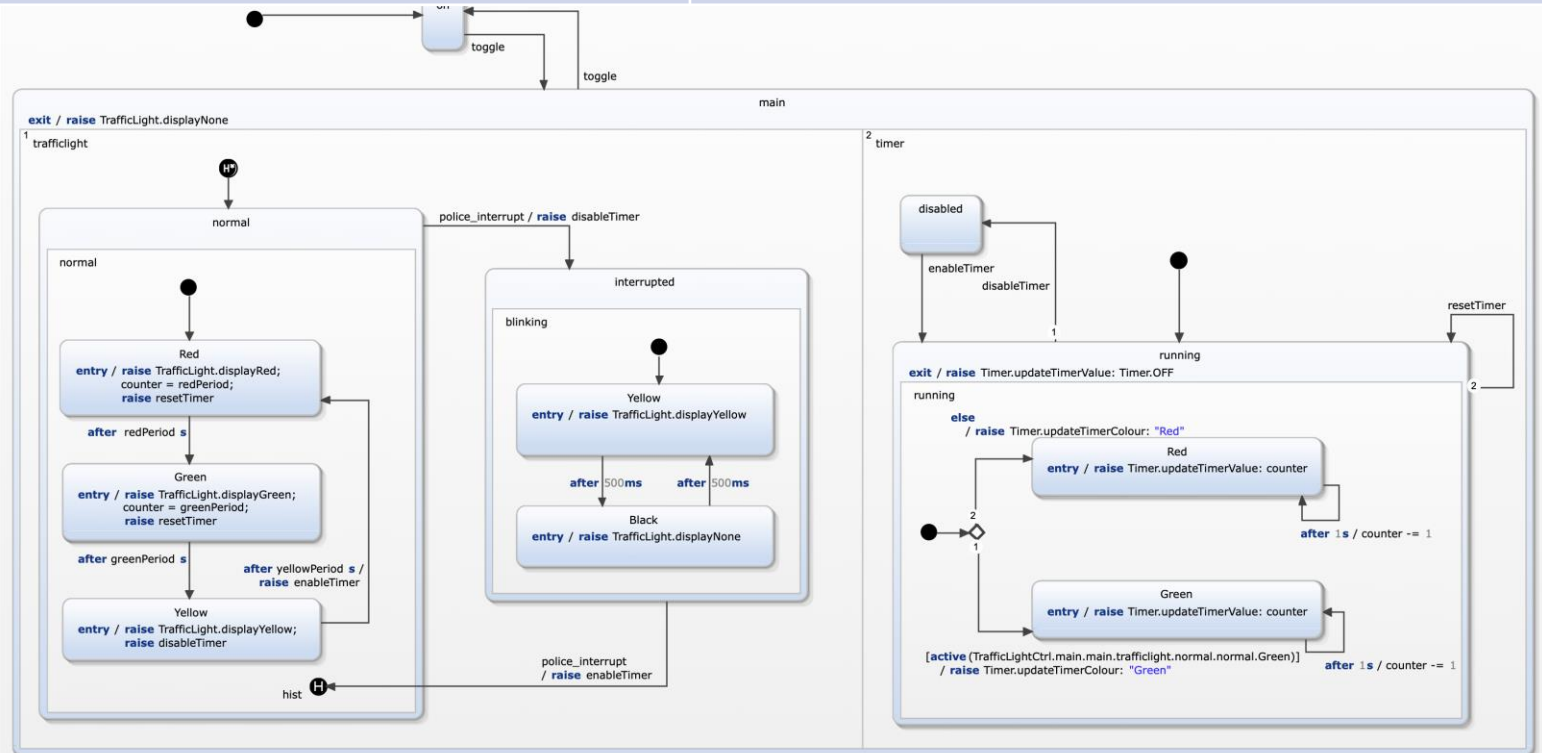 toggle
toggle
main
exit / raise TrafficLight.displayNone
1
trafficlight
H*
normal
normal
Red
entry / raise TrafficLight.displayRed;
counter = redPeriod;
raise resetTimer
after redPeriod s
Green
entry / raise TrafficLight.displayGreen;
counter = greenPeriod;
raise resetTimer
after greenPeriod s
after yellowPeriod s /
raise enableTimer
Yellow
entry / raise TrafficLight.displayYellow;
raise disableTimer
hist
H
police_interrupt / raise disableTimer
interrupted
blinking
Yellow
entry / raise TrafficLight.displayYellow
after 500ms
after 500ms
Black
entry / raise TrafficLight.displayNone
police_interrupt
/ raise enableTimer
2
timer
disabled
enableTimer
disableTimer
1
resetTimer
2
running
exit / raise Timer.updateTimerValue: Timer.OFF
running
else
/ raise Timer.updateTimerColour: "Red"
Red
entry / raise Timer.updateTimerValue: counter
after 1s / counter -= 1
2
1
Green
entry / raise Timer.updateTimerValue: counter
after 1s / counter -= 1
[active(TrafficLightCtrl.main.main.trafficlight.normal.normal.Green)]
/ raise Timer.updateTimerColour: "Green"